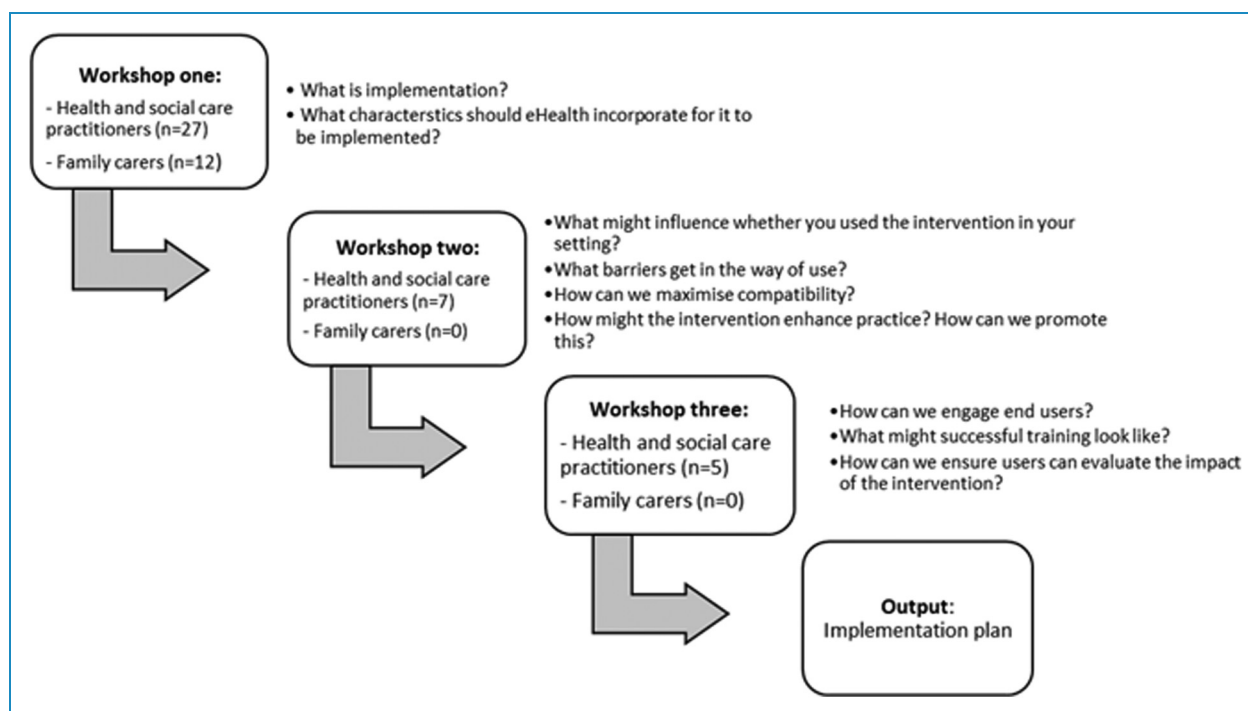 Workshop one:
- Health and social care
practitioners (n=27)
- Family carers (n=12)
• What is implementation?
• What characterstics should eHealth incorporate for it to
be implemented?
Workshop two:
- Health and social care
practitioners (n=7)
- Family carers (n=0)
•What might influence whether you used the intervention in your
setting?
•What barriers get in the way of use?
•How can we maximise compatibility?
•How might the intervention enhance practice? How can we promote
this?
Workshop three:
- Health and social care
practitioners (n=5)
- Family carers (n=0)
•How can we engage end users?
•What might successful training look like?
•How can we ensure users can evaluate the impact
of the intervention?
Output:
Implementation plan